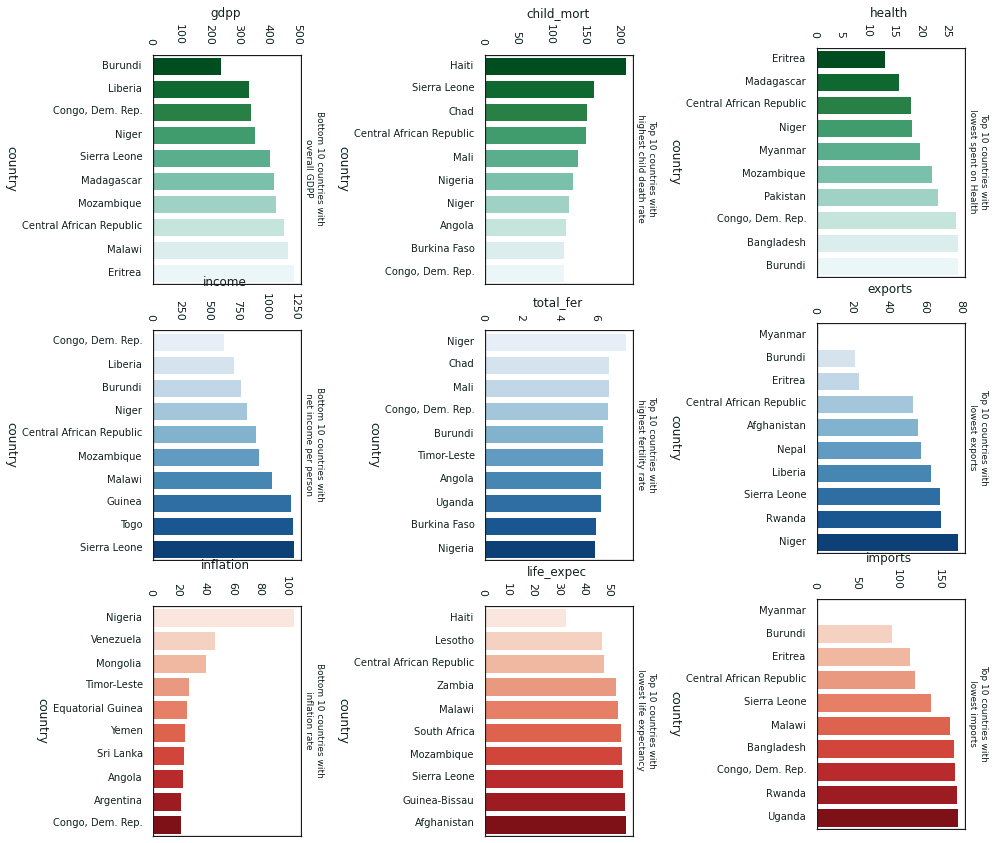 gdpp
0 100 200 300 400 500
Burundi
Liberia
Congo, Dem. Rep.
Niger
Sierra Leone
Madagascar
Mozambique
Central African Republic
Malawi
Eritrea
country
Bottom 10 countries with
overall GDPP
child_mort
0 50 100 150 200
Haiti
Sierra Leone
Chad
Central African Republic
Mali
Nigeria
Niger
Angola
Burkina Faso
Congo, Dem. Rep.
country
Top 10 countries with
highest child death rate
health
0 5 10 15 20 25
Eritrea
Madagascar
Central African Republic
Niger
Myanmar
Mozambique
Pakistan
Congo, Dem. Rep.
Bangladesh
Burundi
country
Top 10 countries with
lowest spent on Health
income
0 250 500 750 1000 1250
Congo, Dem. Rep.
Liberia
Burundi
Niger
Central African Republic
Mozambique
Malawi
Guinea
Togo
Sierra Leone
country
Bottom 10 countries with
net income per person
total_fer
0 2 4 6
Niger
Chad
Mali
Congo, Dem. Rep.
Burundi
Timor-Leste
Angola
Uganda
Burkina Faso
Nigeria
country
Top 10 countries with
highest fertility rate
exports
0 20 40 60 80
Myanmar
Burundi
Eritrea
Central African Republic
Afghanistan
Nepal
Liberia
Sierra Leone
Rwanda
Niger
country
Top 10 countries with
lowest exports
inflation
0 20 40 60 80 100
Nigeria
Venezuela
Mongolia
Timor-Leste
Equatorial Guinea
Yemen
Sri Lanka
Angola
Argentina
Congo, Dem. Rep.
country
Bottom 10 countries with
inflation rate
life_expec
0 10 20 30 40 50
Haiti
Lesotho
Central African Republic
Zambia
Malawi
South Africa
Mozambique
Sierra Leone
Guinea-Bissau
Afghanistan
country
Top 10 countries with
lowest life expectancy
imports
0 50 100 150
Myanmar
Burundi
Eritrea
Central African Republic
Sierra Leone
Malawi
Bangladesh
Congo, Dem. Rep.
Rwanda
Uganda
country
Top 10 countries with
lowest imports